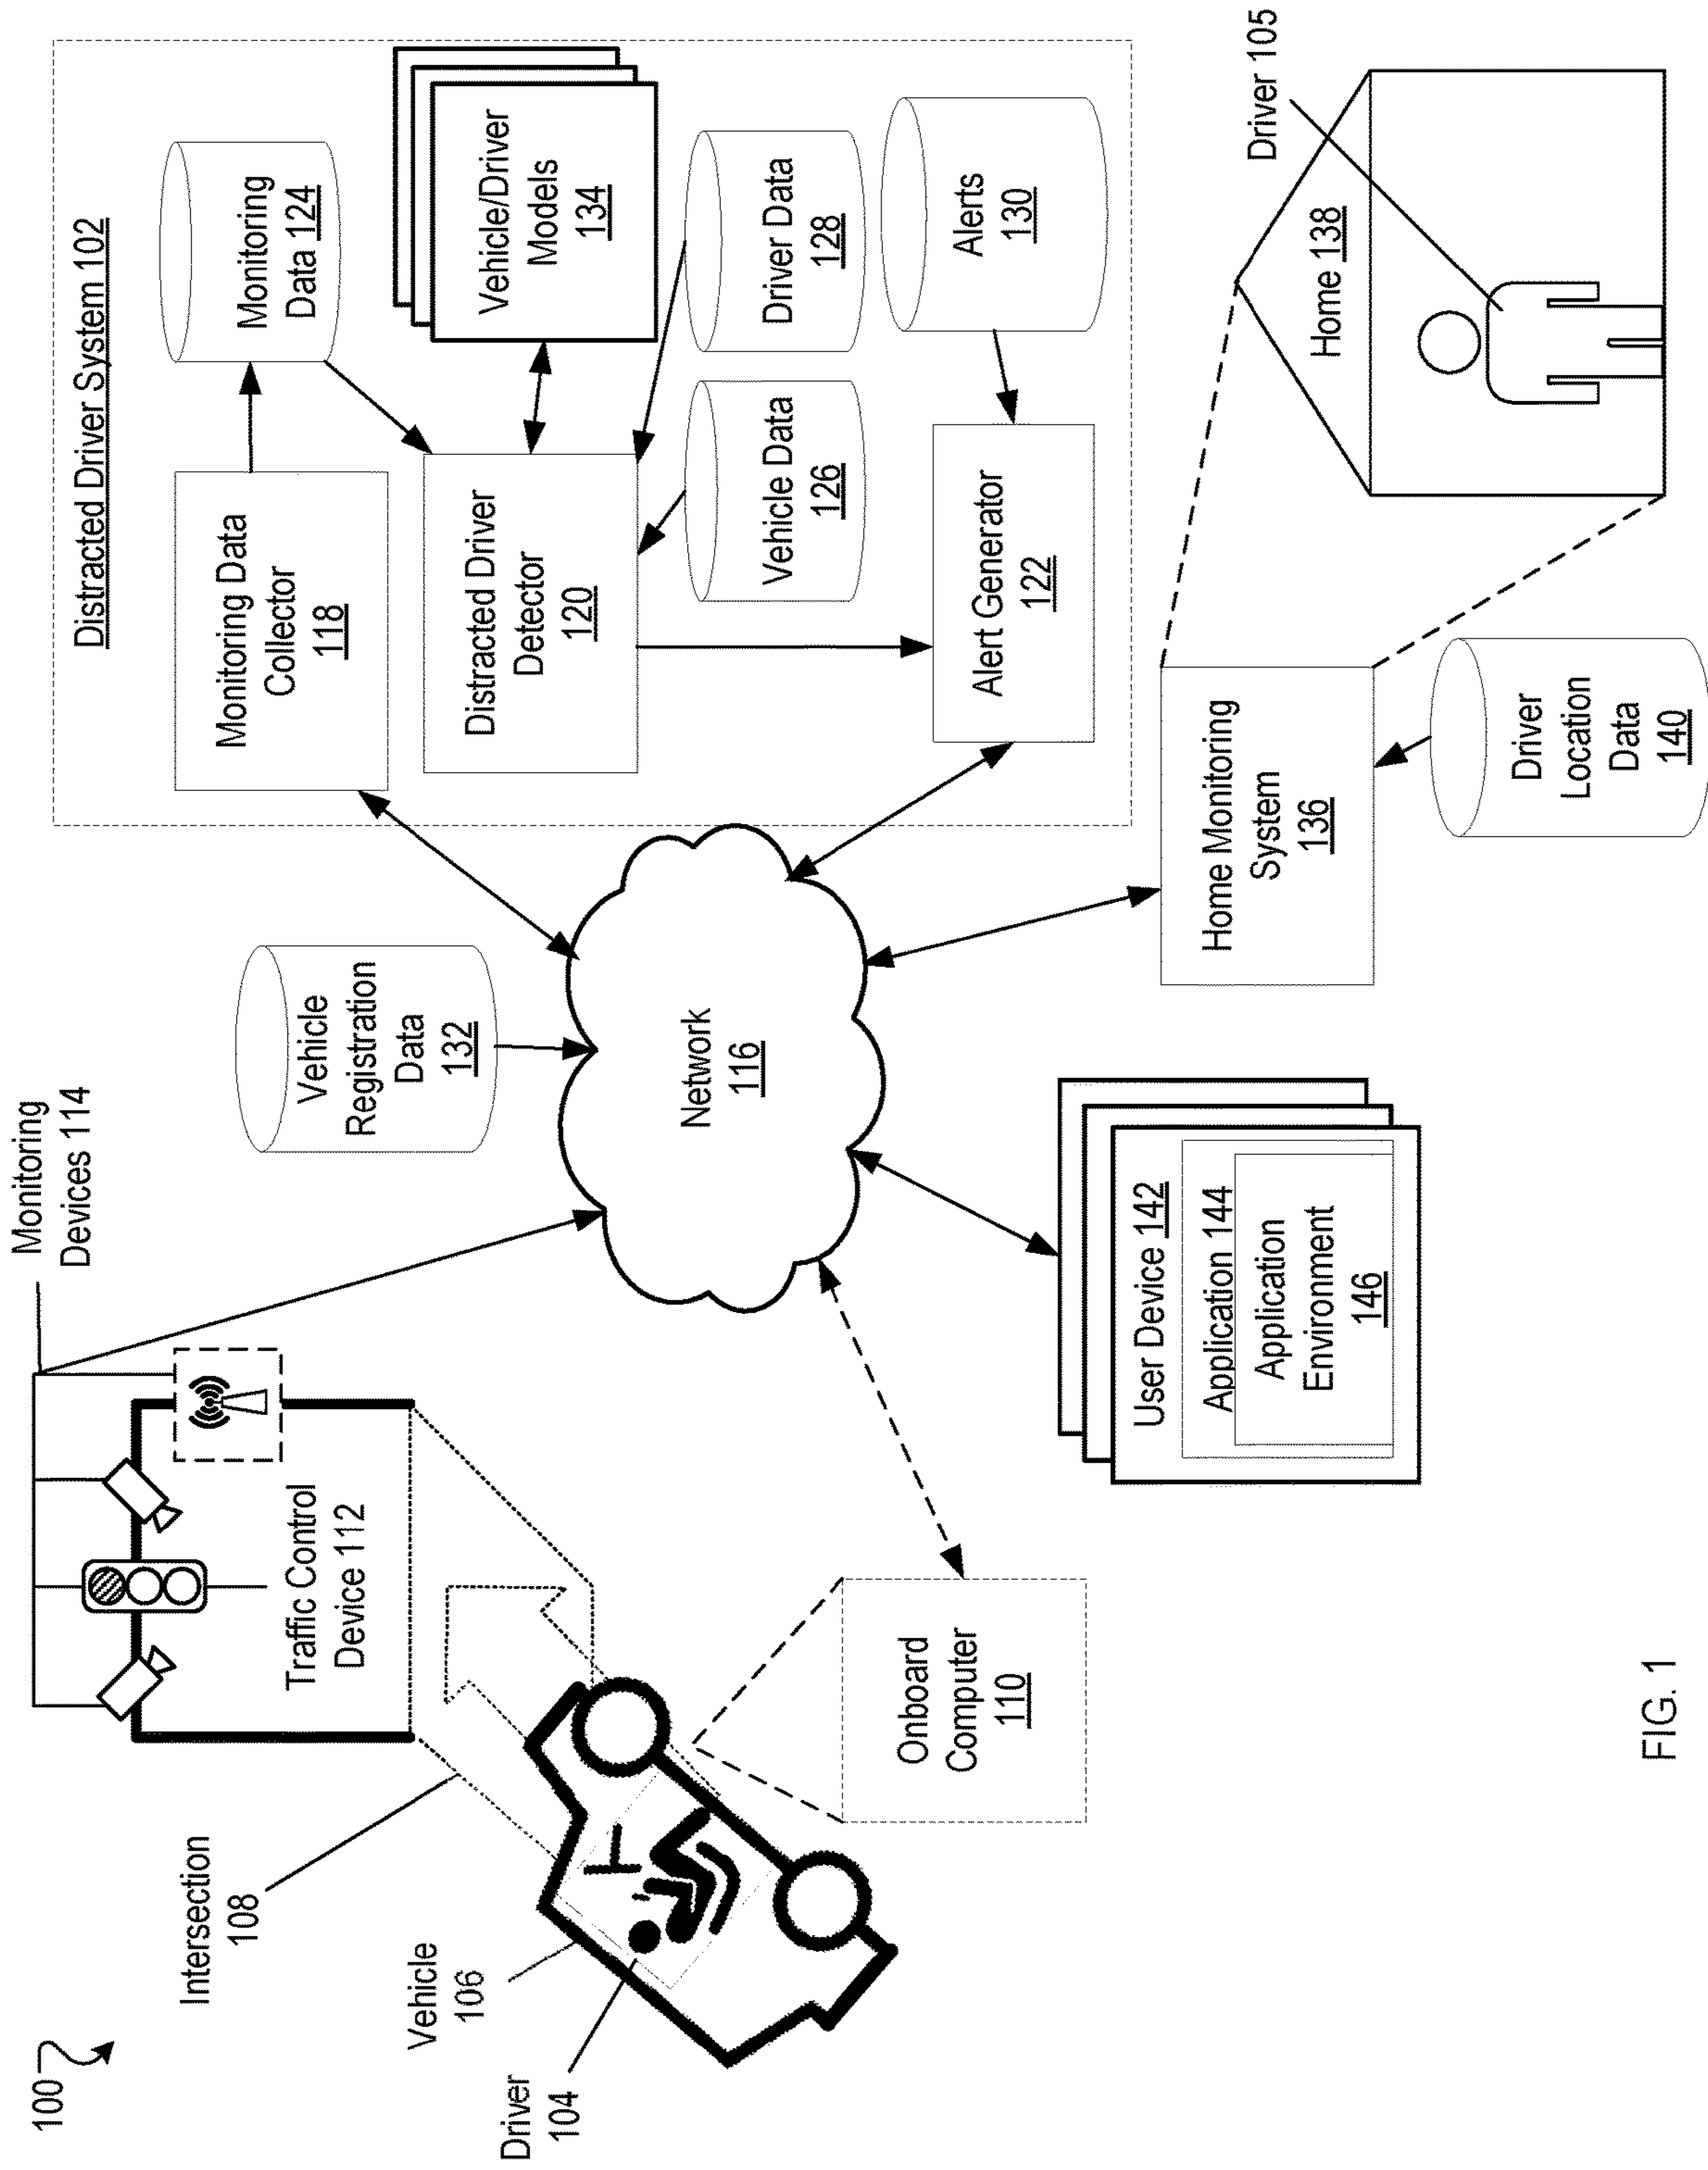 100
Monitoring
Devices 114
Distracted Driver System 102
Monitoring Data
Collector
118
Monitoring
Data 124
Traffic Control
Device 112
Vehicle
Registration
Data
132
Intersection
108
Vehicle
106
Driver
104
Distracted Driver
Detector
120
Vehicle/Driver
Models
134
Vehicle Data
126
Driver Data
128
Network
116
Alert Generator
122
Alerts
130
Onboard
Computer
110
User Device 142
Application 144
Application
Environment
146
Home Monitoring
System
136
Driver
Location
Data
140
Home 138
Driver 105
FIG. 1